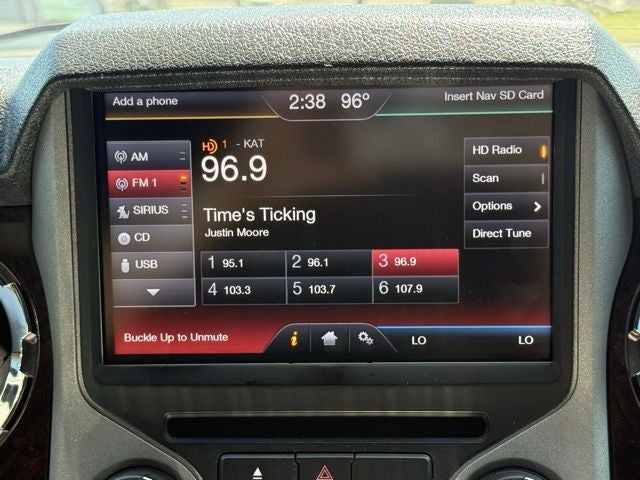 Add a phone 2:38 96° Insert Nav SD Card
HD 1 - KAT
96.9
AM
FM 1
SIRIUS
CD
USB
Time's Ticking
Justin Moore
HD Radio
Scan
Options
Direct Tune
1 95.1 2 96.1 3 96.9
4 103.3 5 103.7 6 107.9
Buckle Up to Unmute i LO LO